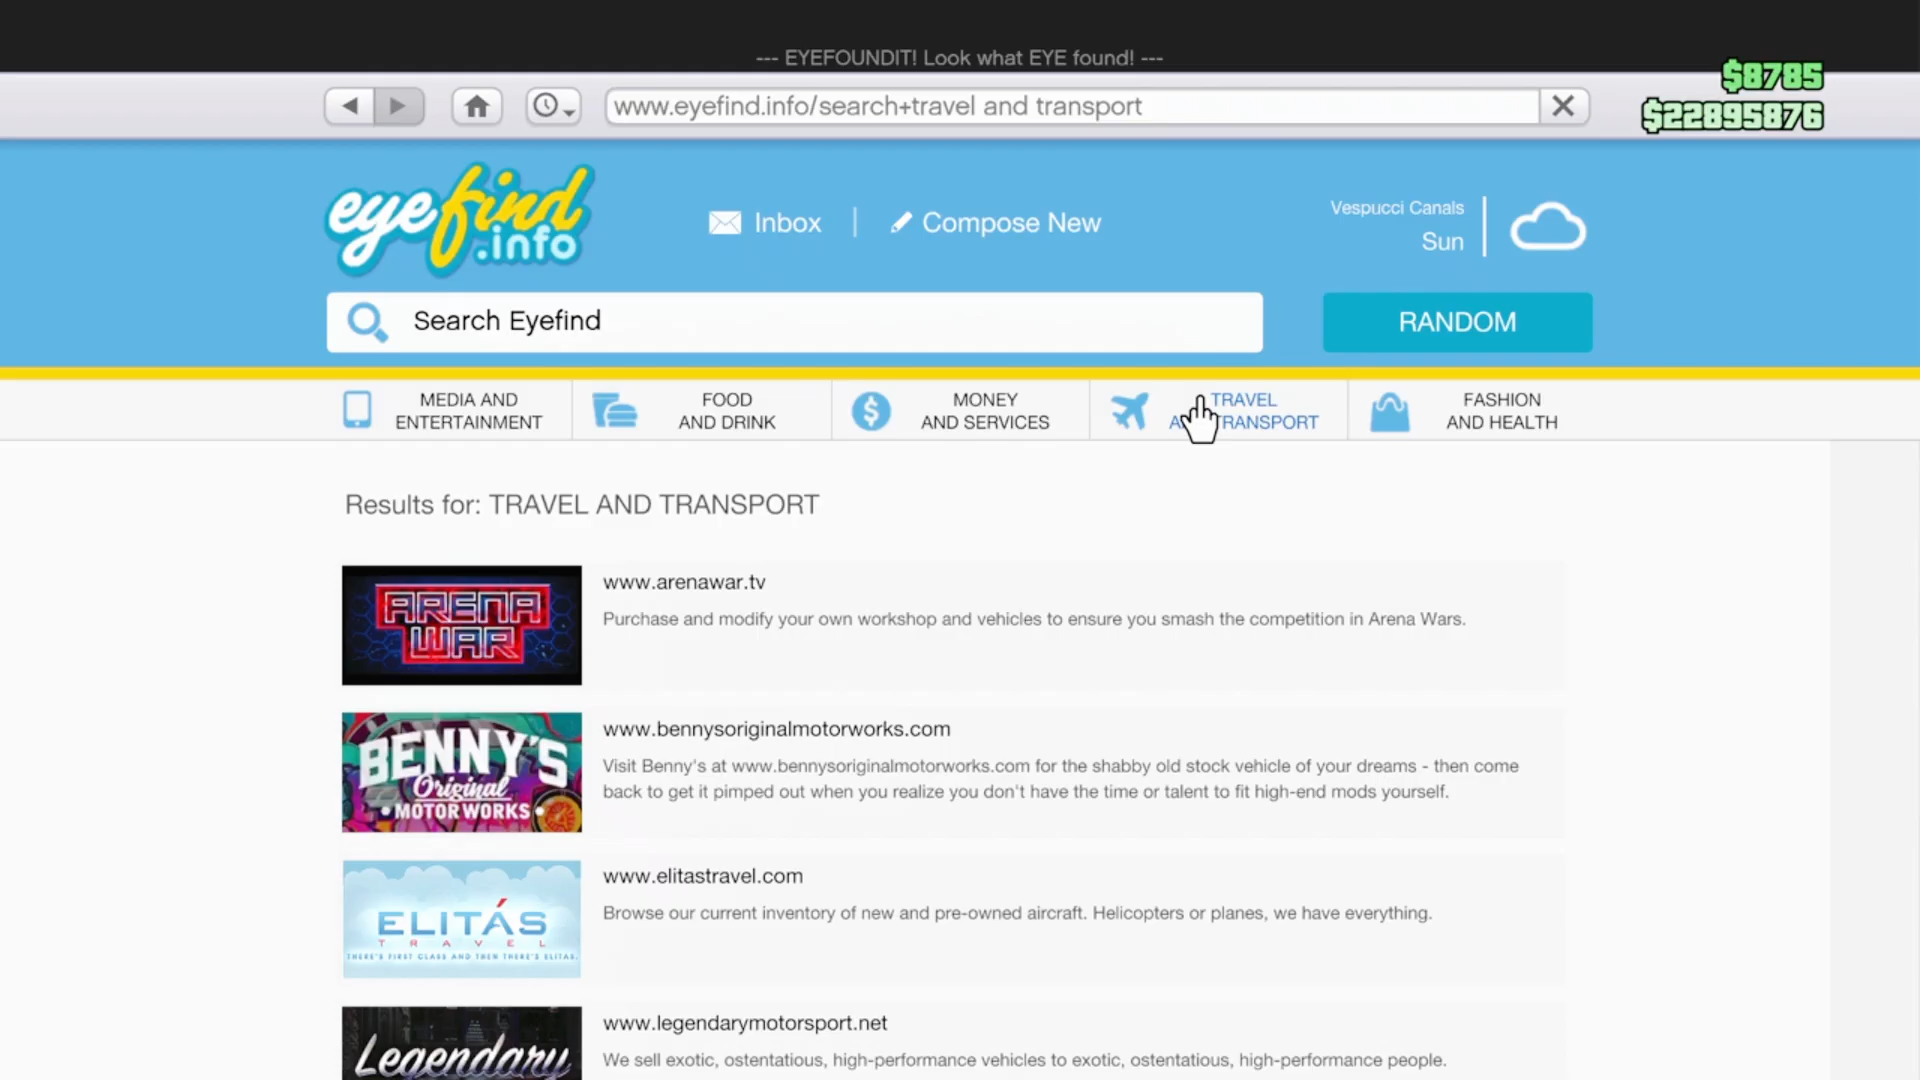 --- EYEFOUNDIT! Look what EYE found! ---
$8785
$22895876
www.eyefind.info/search+travel and transport
eyefind
.info
Inbox
Compose New
Vespucci Canals
Sun
Search Eyefind
RANDOM
MEDIA AND
ENTERTAINMENT
FOOD
AND DRINK
MONEY
AND SERVICES
TRAVEL
AND TRANSPORT
FASHION
AND HEALTH
Results for: TRAVEL AND TRANSPORT
ARENA
WAR
www.arenawar.tv
Purchase and modify your own workshop and vehicles to ensure you smash the competition in Arena Wars.
BENNY'S
Original
MOTOR WORKS
www.bennysoriginalmotorworks.com
Visit Benny's at www.bennysoriginalmotorworks.com for the shabby old stock vehicle of your dreams - then come
back to get it pimped out when you realize you don't have the time or talent to fit high-end mods yourself.
ELITÁS
TRAVEL
THERE'S FIRST CLASS AND THEN THERE'S ELITAS.
www.elitastravel.com
Browse our current inventory of new and pre-owned aircraft. Helicopters or planes, we have everything.
Legendary
www.legendarymotorsport.net
We sell exotic, ostentatious, high-performance vehicles to exotic, ostentatious, high-performance people.